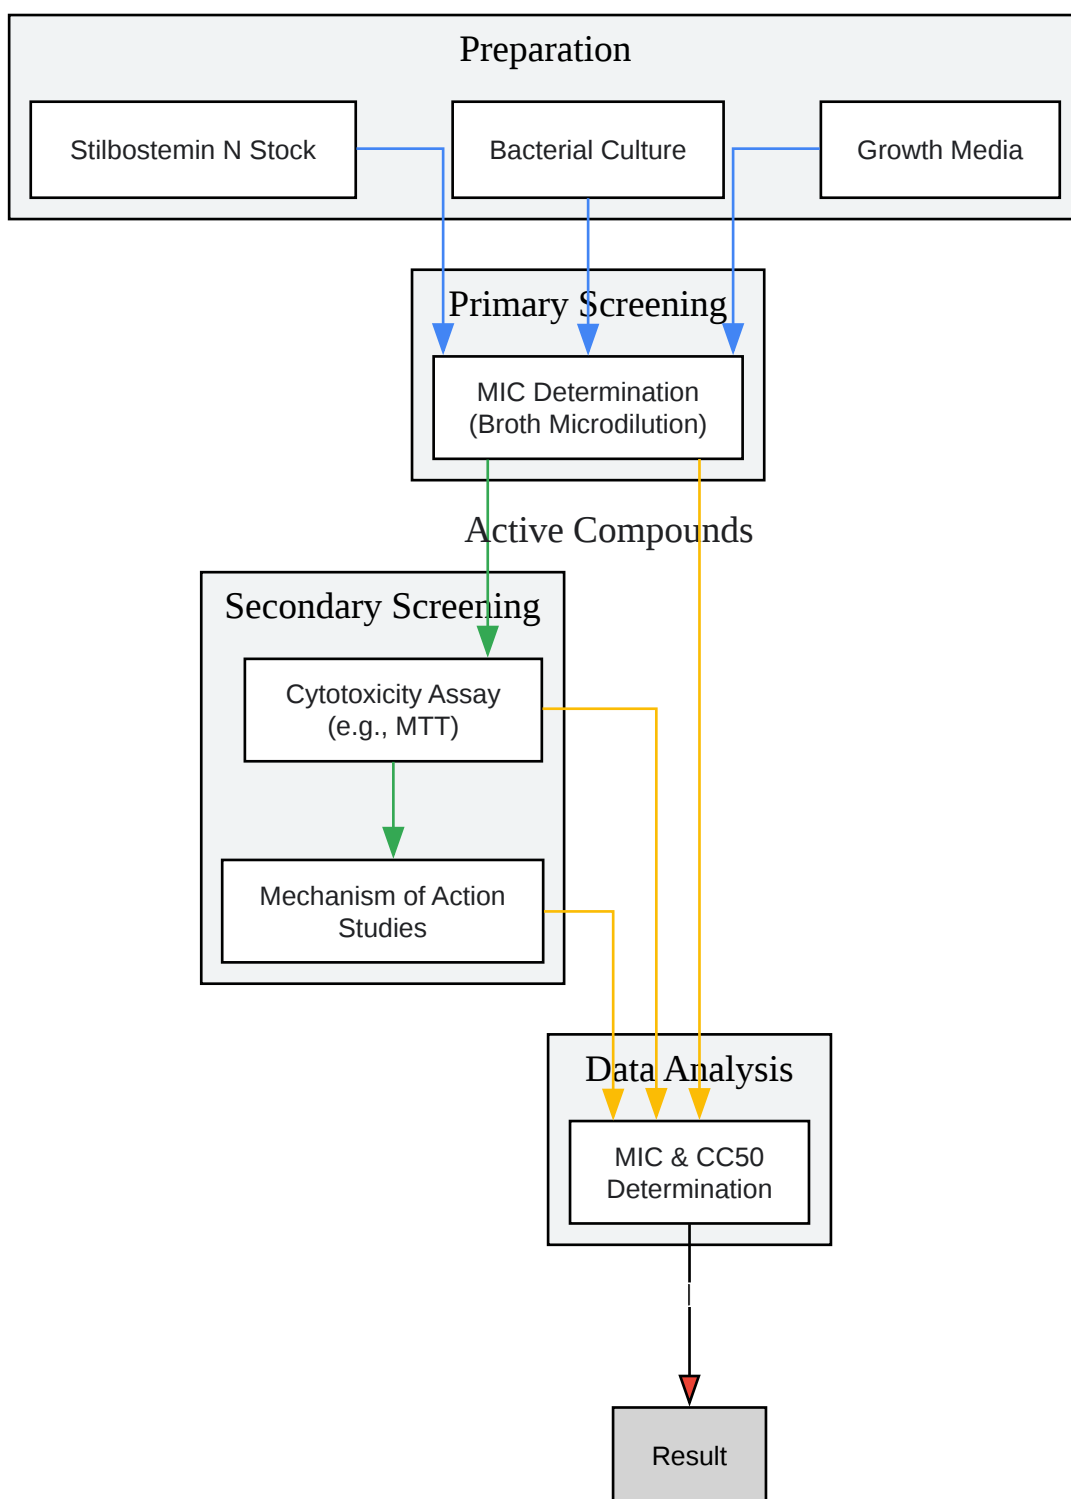 Preparation
Stilbostemin N Stock
Bacterial Culture
Growth Media
Primary Screening
MIC Determination
(Broth Microdilution)
Active Compounds
Secondary Screening
Cytotoxicity Assay
(e.g., MTT)
Mechanism of Action
Studies
Data Analysis
MIC & CC50
Determination
Result